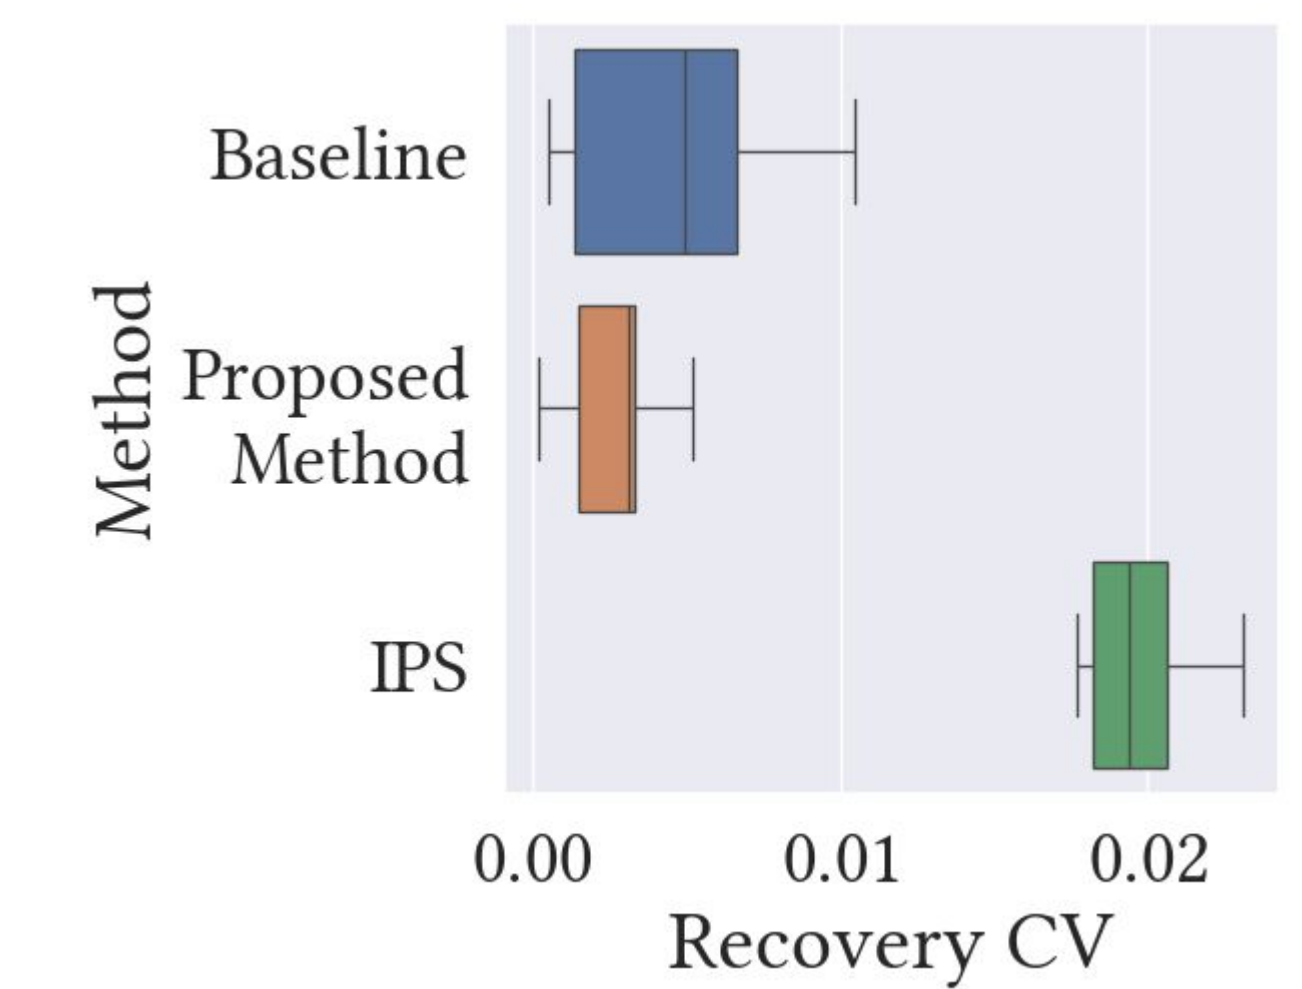 Method
Baseline
Proposed
Method
IPS
0.00 0.01 0.02
Recovery CV